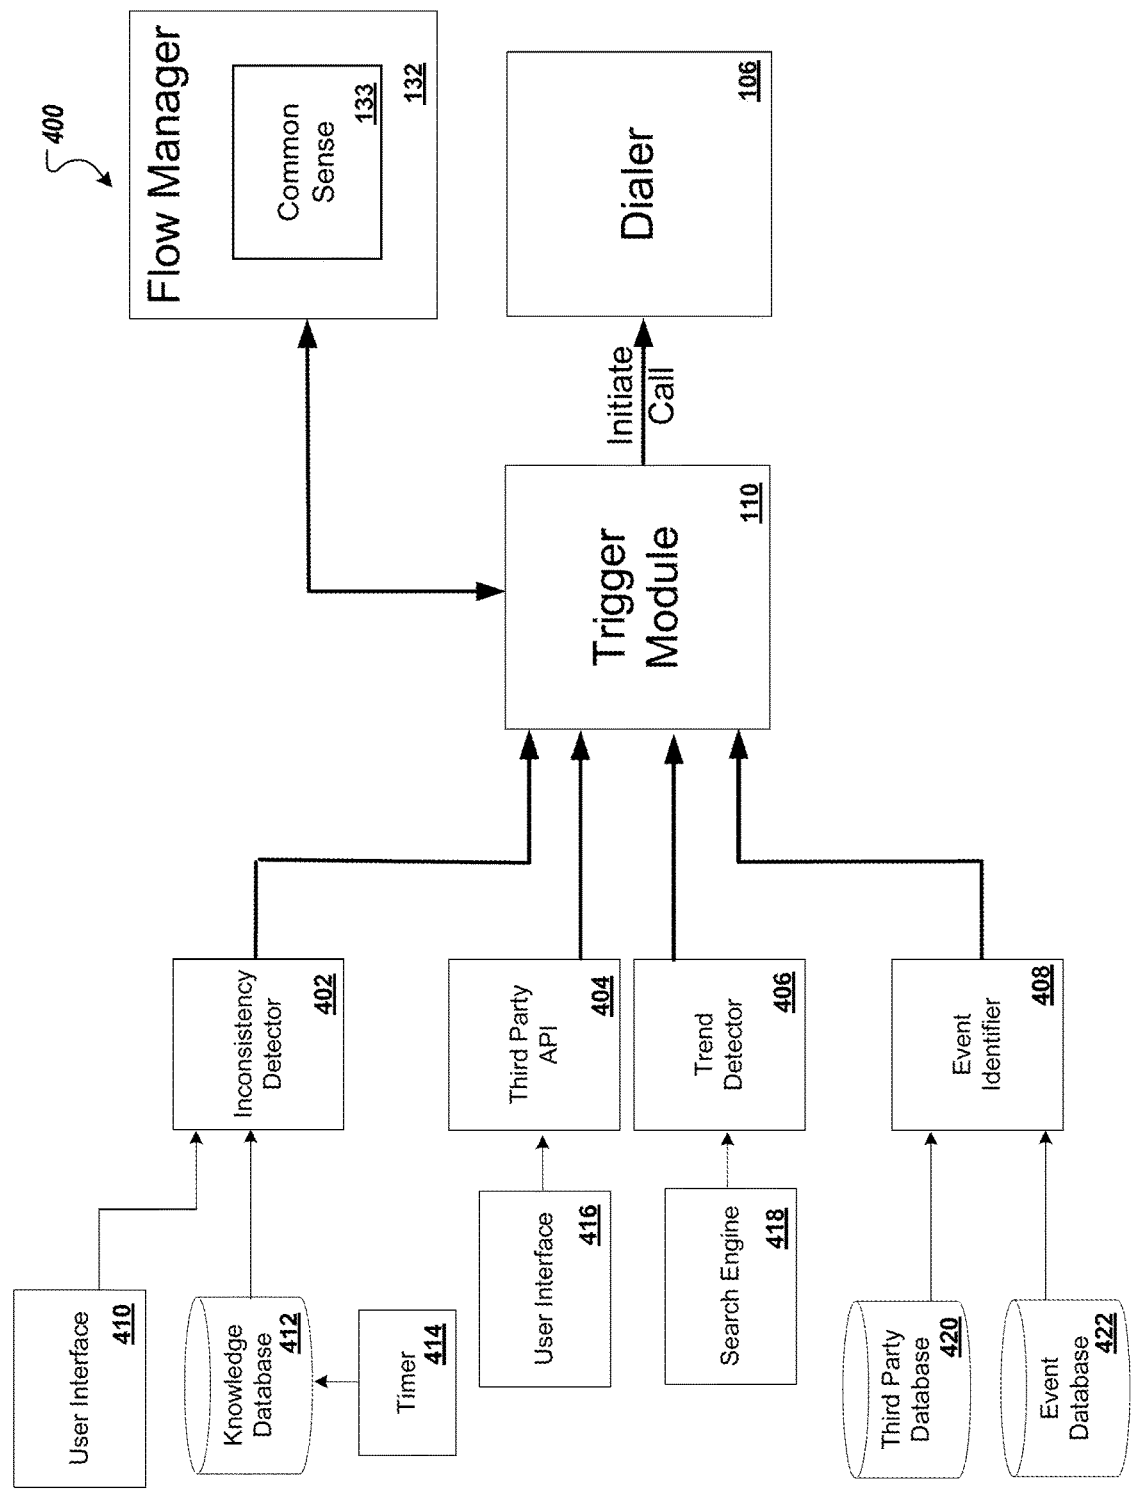 400
Flow Manager
Common
Sense
133
132
Dialer
106
Initiate
Call
Trigger
Module
110
Inconsistency
Detector
402
Third Party
API
404
Trend
Detector
406
Event
Identifier
408
User Interface
410
Knowledge
Database
412
Timer
414
User Interface
416
Search Engine
418
Third Party
Database
420
Event
Database
422